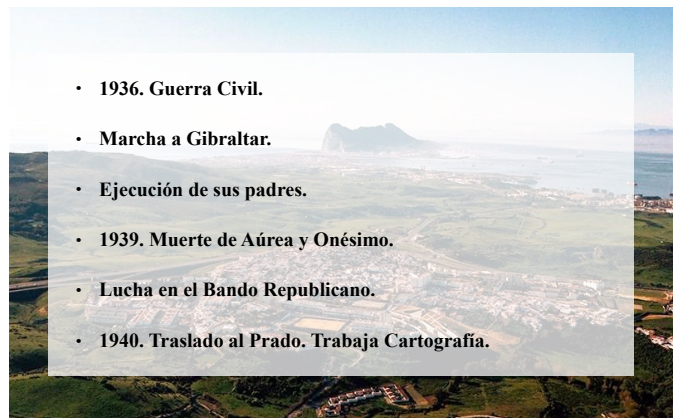 • 1936. Guerra Civil.
• Marcha a Gibraltar.
• Ejecución de sus padres.
• 1939. Muerte de Aúrea y Onésimo.
• Lucha en el Bando Republicano.
• 1940. Traslado al Prado. Trabaja Cartografía.